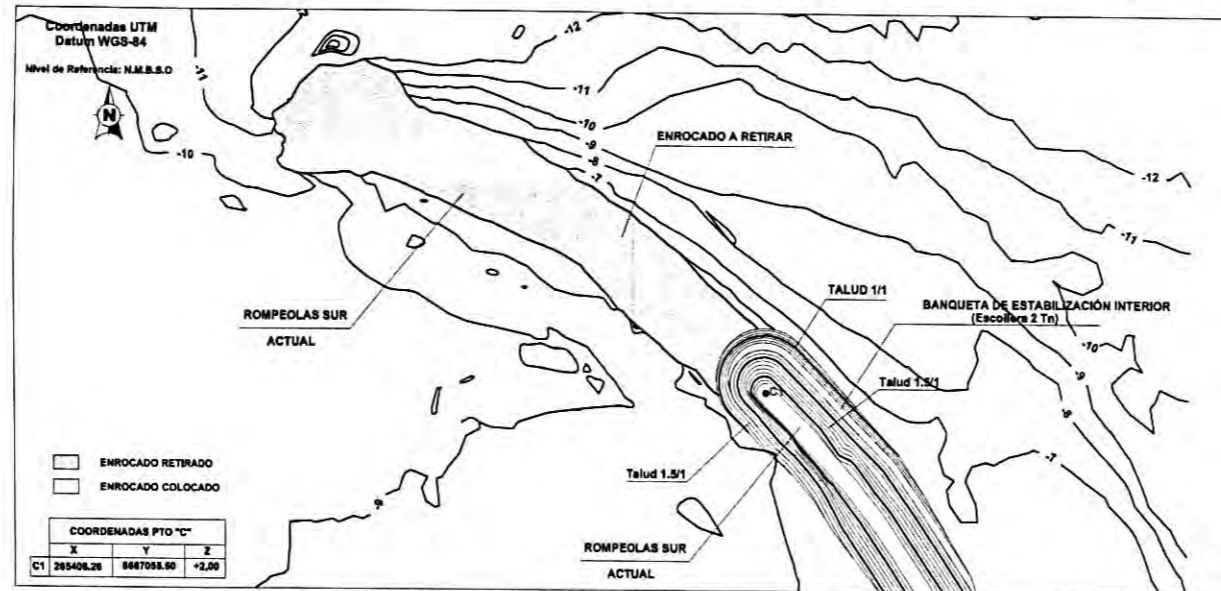 Coordenadas UTM
Datum WGS-84
Nivel de Referencia: N.M.B.S.O
N
-12
-11
-11
-10
-10
-9
-8
-7
ENROCADO A RETIRAR
-12
-11
ROMPEOLAS SUR
ACTUAL
TALUD 1/1
BANQUETA DE ESTABILIZACIÓN INTERIOR
(Escollera 2 Tn)
-10
Talud 1.5/1
-9
C1
-8
-7
Talud 1.5/1
ENROCADO RETIRADO
ENROCADO COLOCADO
-9
COORDENADAS PTO "C"
X Y Z
C1 +2,00
ROMPEOLAS SUR
ACTUAL